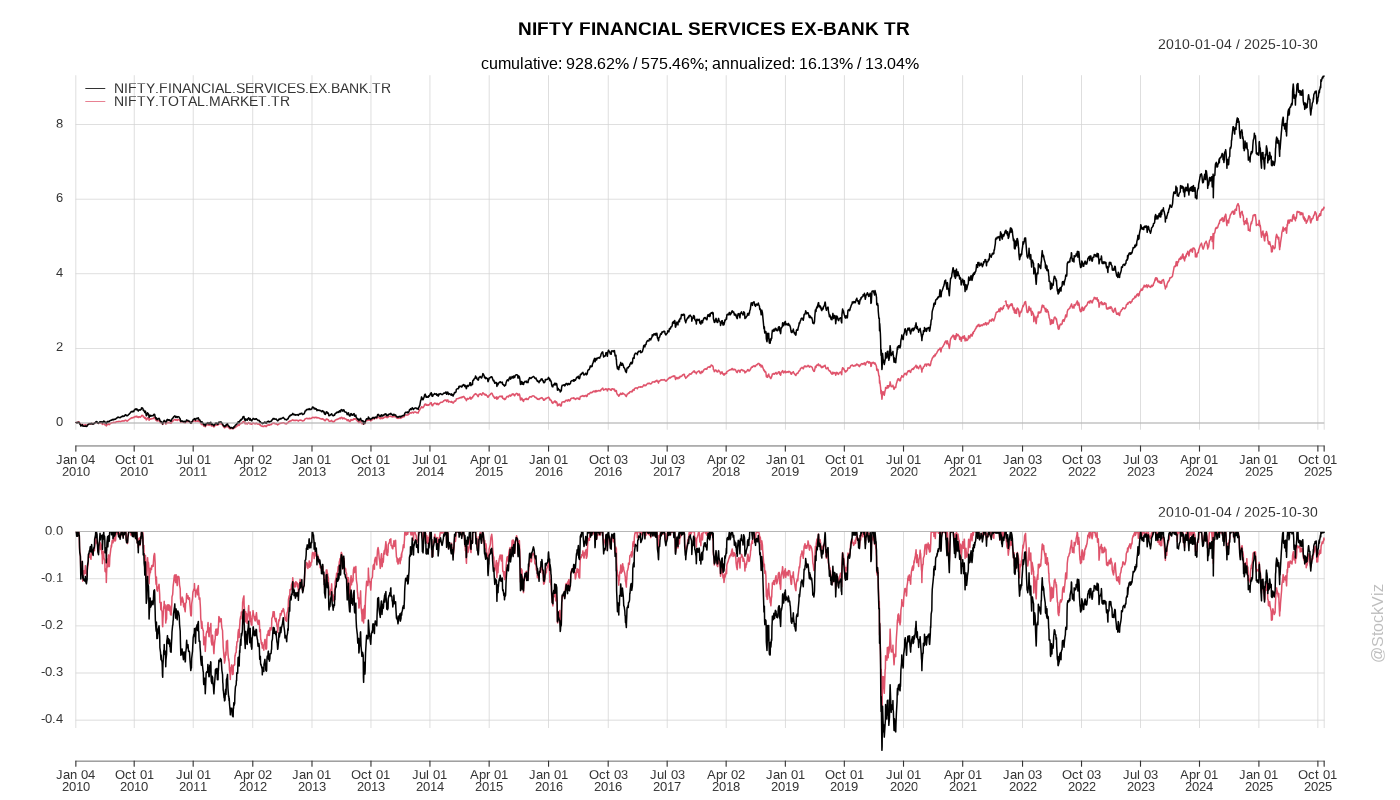 NIFTY FINANCIAL SERVICES EX-BANK TR
2010-01-04 / 2025-10-30
cumulative: 928.62% / 575.46%; annualized: 16.13% / 13.04%
NIFTY.FINANCIAL.SERVICES.EX.BANK.TR
NIFTY.TOTAL.MARKET.TR
8
6
4
2
0
Jan 04 Oct 01 Jul 01 Apr 02 Jan 01 Oct 01 Jul 01 Apr 01 Jan 01 Oct 03 Jul 03 Apr 02 Jan 01 Oct 01 Jul 01 Apr 01 Jan 03 Oct 03 Jul 03 Apr 01 Jan 01 Oct 01
2010 2010 2011 2012 2013 2013 2014 2015 2016 2016 2017 2018 2019 2019 2020 2021 2022 2022 2023 2024 2025 2025
2010-01-04 / 2025-10-30
0.0
-0.1
-0.2
-0.3
-0.4
Jan 04 Oct 01 Jul 01 Apr 02 Jan 01 Oct 01 Jul 01 Apr 01 Jan 01 Oct 03 Jul 03 Apr 02 Jan 01 Oct 01 Jul 01 Apr 01 Jan 03 Oct 03 Jul 03 Apr 01 Jan 01 Oct 01
2010 2010 2011 2012 2013 2013 2014 2015 2016 2016 2017 2018 2019 2019 2020 2021 2022 2022 2023 2024 2025 2025
@StockViz